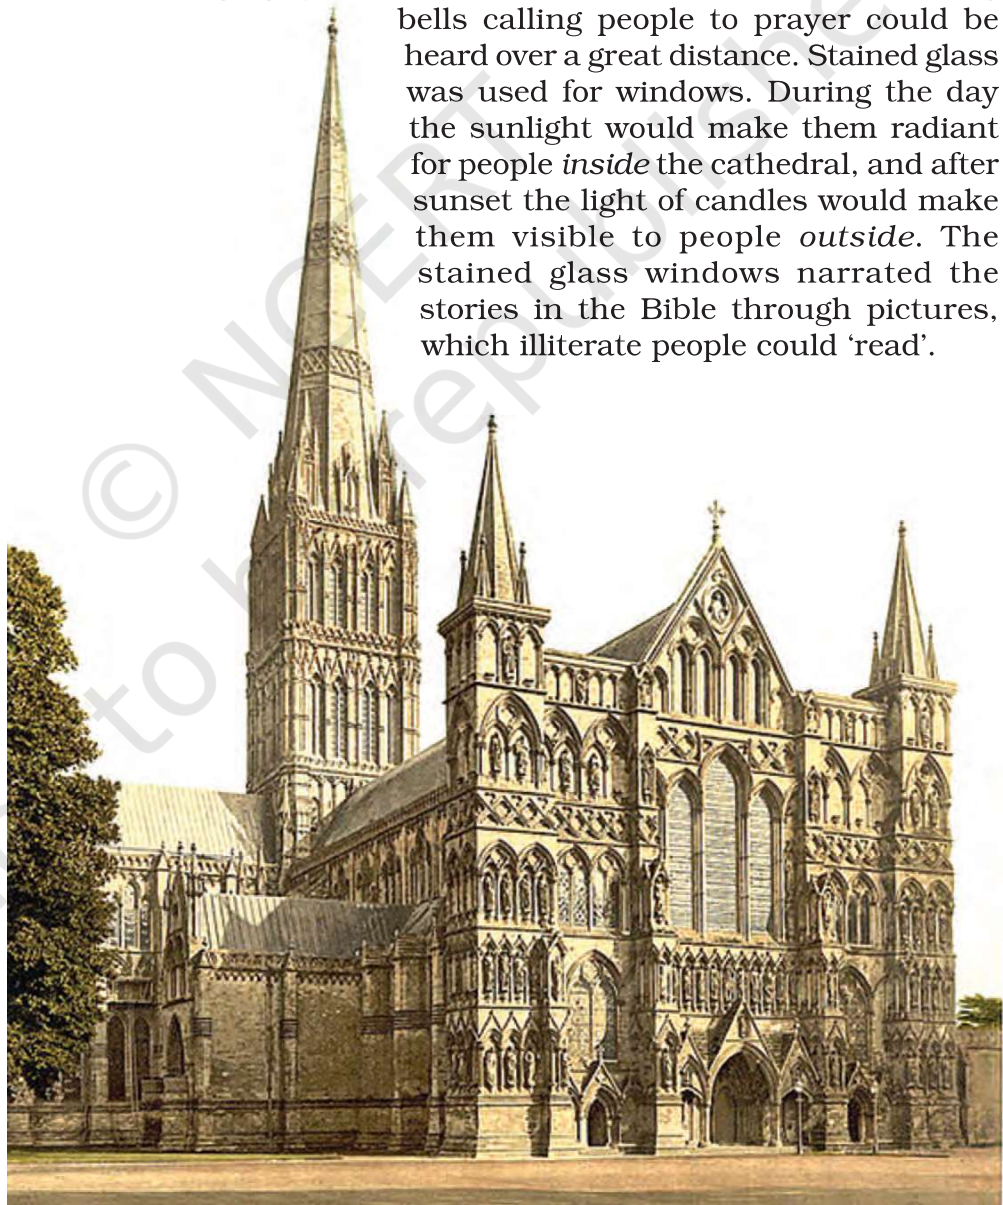 bells calling people to prayer could be
heard over a great distance. Stained glass
was used for windows. During the day
the sunlight would make them radiant
for people inside the cathedral, and after
sunset the light of candles would make
them visible to people outside. The
stained glass windows narrated the
stories in the Bible through pictures,
which illiterate people could ‘read’.
© NCERT
to republishe